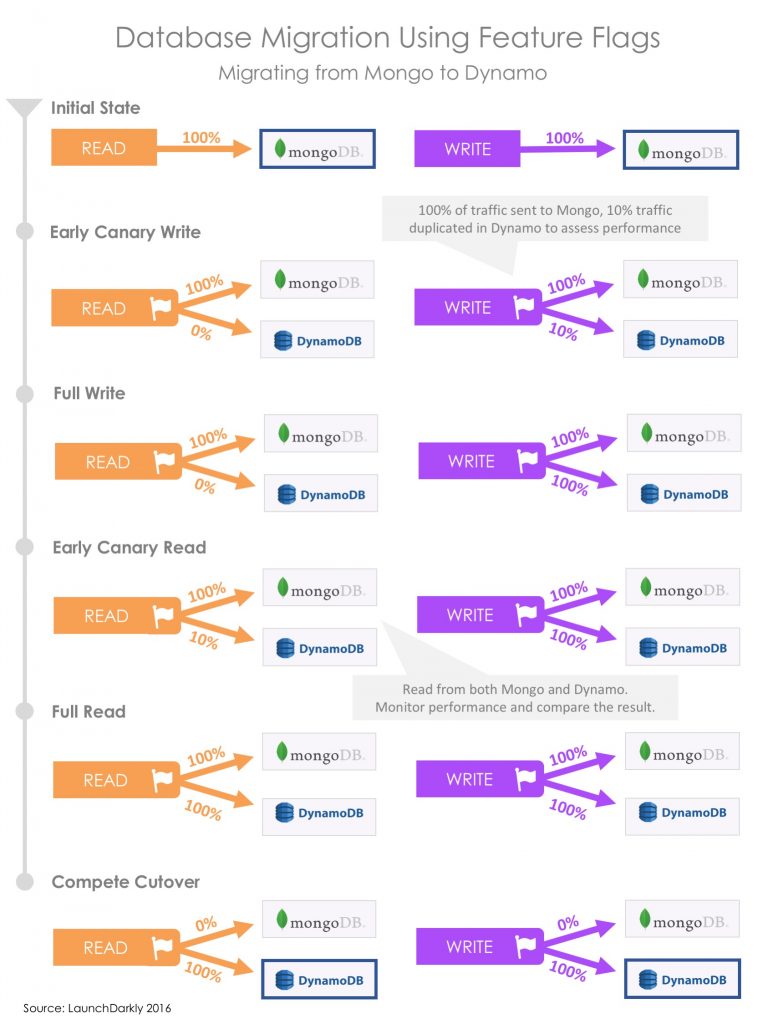 Database Migration Using Feature Flags
Migrating from Mongo to Dynamo
Initial State
READ
100%
mongoDB.
WRITE
100%
mongoDB.
100% of traffic sent to Mongo, 10% traffic
duplicated in Dynamo to assess performance
Early Canary Write
READ
100%
mongoDB.
0%
DynamoDB
WRITE
100%
mongoDB.
10%
DynamoDB
Full Write
READ
100%
mongoDB.
0%
DynamoDB
WRITE
100%
mongoDB.
100%
DynamoDB
Early Canary Read
READ
100%
mongoDB.
10%
DynamoDB
WRITE
100%
mongoDB.
100%
DynamoDB
Read from both Mongo and Dynamo.
Monitor performance and compare the result.
Full Read
READ
100%
mongoDB.
100%
DynamoDB
WRITE
100%
mongoDB.
100%
DynamoDB
Compete Cutover
READ
0%
mongoDB.
100%
DynamoDB
WRITE
0%
mongoDB.
100%
DynamoDB
Source: LaunchDarkly 2016